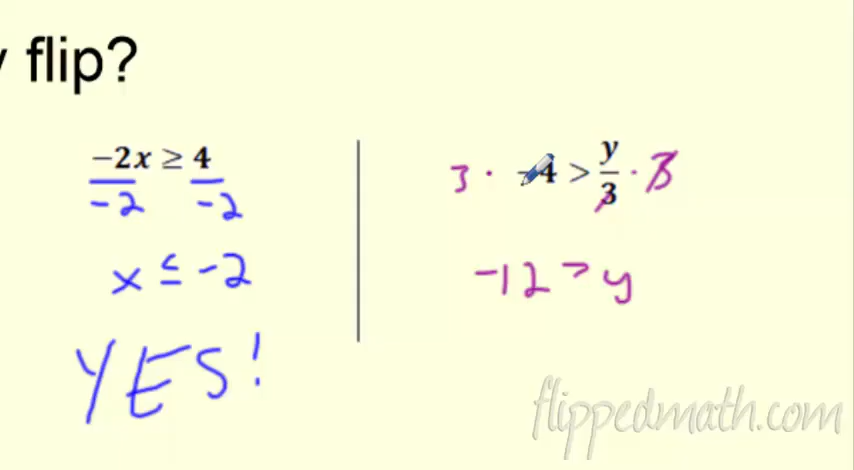 y flip?
−2x ≥ 4
−2 −2
x ≤ −2
YES!
3 · −4 > y/3 · 3
−12 > y
flippedmath.com